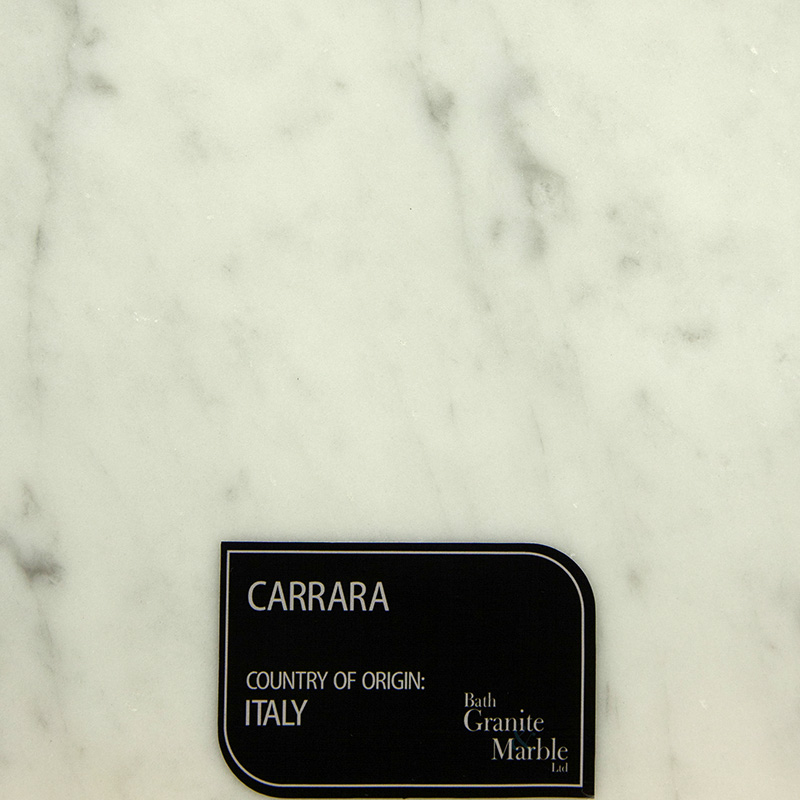 CARRARA
COUNTRY OF ORIGIN:
ITALY
Bath
Granite
& Marble
Ltd